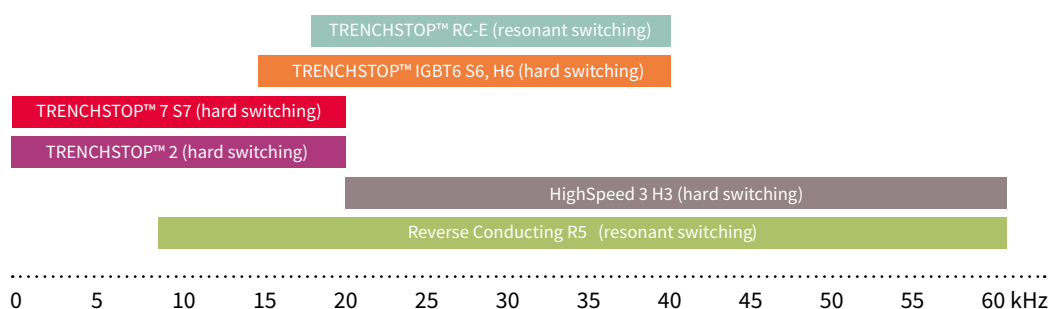 TRENCHSTOP™ RC-E (resonant switching)
TRENCHSTOP™ IGBT6 S6, H6 (hard switching)
TRENCHSTOP™ 7 S7 (hard switching)
TRENCHSTOP™ 2 (hard switching)
HighSpeed 3 H3 (hard switching)
Reverse Conducting R5 (resonant switching)
0 5 10 15 20 25 30 35 40 45 50 55 60 kHz